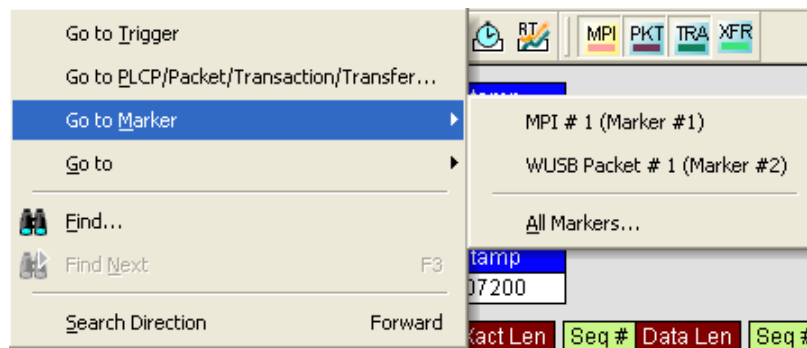 Go to Trigger
Go to PLCP/Packet/Transaction/Transfer...
Go to Marker
Go to
Find...
Find Next F3
Search Direction Forward
RT MPI PKT TRA XFR
MPI # 1 (Marker #1)
WUSB Packet # 1 (Marker #2)
All Markers...
tamp
07200
Xact Len Seq # Data Len Seq #